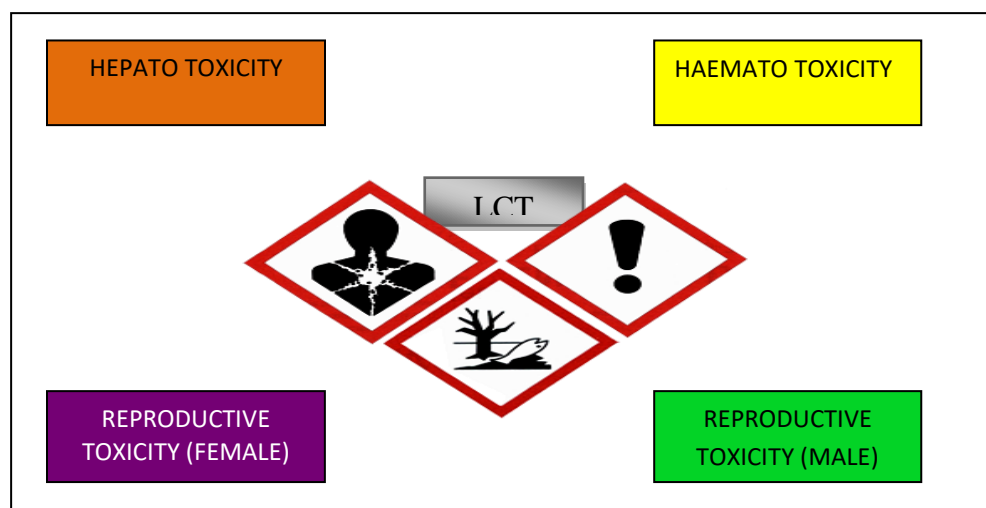 HEPATO TOXICITY
HAEMATO TOXICITY
LCT
REPRODUCTIVE
TOXICITY (FEMALE)
REPRODUCTIVE
TOXICITY (MALE)